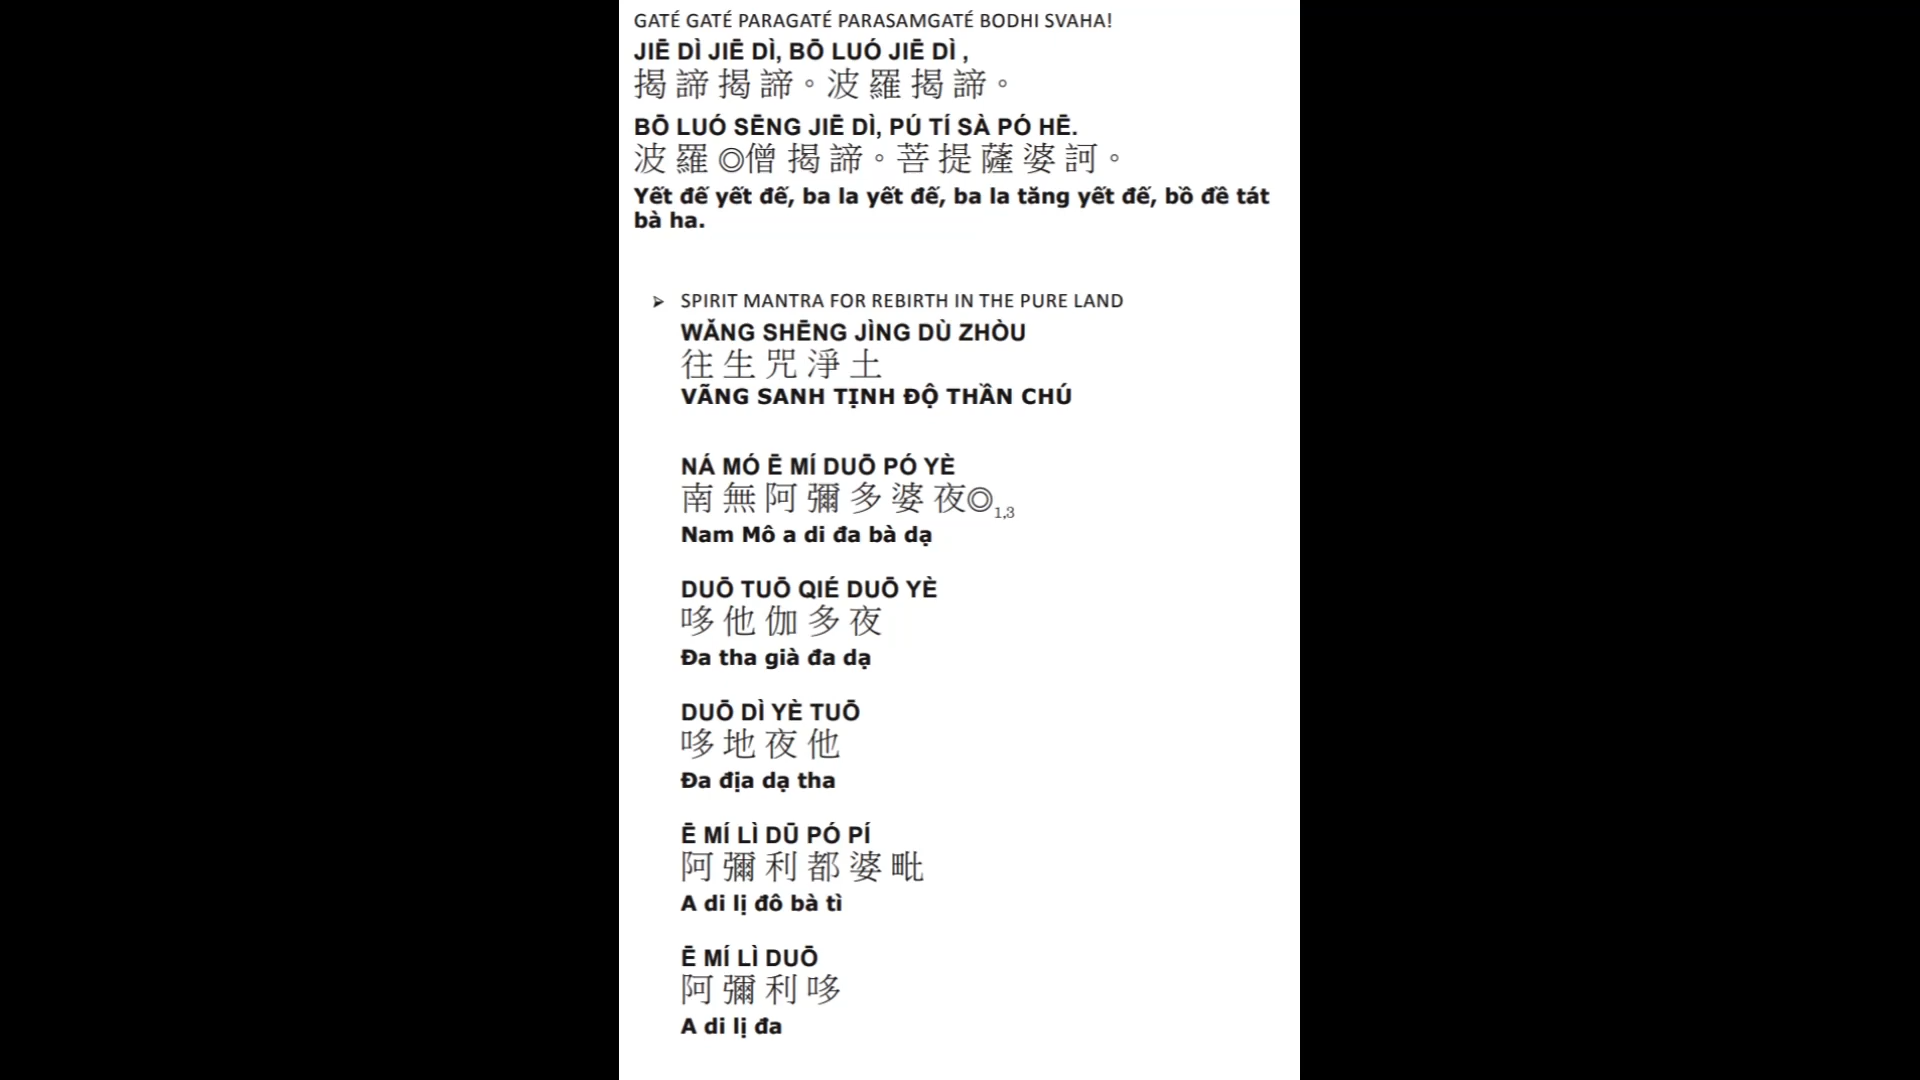 GATÉ GATÉ PARAGATÉ PARASAMGATÉ BODHI SVAHA!
JIĒ DÌ JIĒ DÌ, BŌ LUÓ JIĒ DÌ ,
揭 諦 揭 諦。波 羅 揭 諦。
BŌ LUÓ SĒNG JIĒ DÌ, PÚ TÍ SÀ PÓ HĒ.
波 羅 ◎僧 揭 諦。菩 提 薩 婆 訶。
Yết đế yết đế, ba la yết đế, ba la tăng yết đế, bồ đề tát
bà ha.
➢ SPIRIT MANTRA FOR REBIRTH IN THE PURE LAND
WǍNG SHĒNG JÌNG DÙ ZHÒU
往 生 咒 淨 土
VÃNG SANH TỊNH ĐỘ THẦN CHÚ
NÁ MÓ Ē MÍ DUŌ PÓ YÈ
南 無 阿 彌 多 婆 夜◎1,3
Nam Mô a di đa bà dạ
DUŌ TUŌ QIÉ DUŌ YÈ
哆 他 伽 多 夜
Đa tha già đa dạ
DUŌ DÌ YÈ TUŌ
哆 地 夜 他
Đa địa dạ tha
Ē MÍ LÌ DŪ PÓ PÍ
阿 彌 利 都 婆 毗
A di lị đô bà tì
Ē MÍ LÌ DUŌ
阿 彌 利 哆
A di lị đa